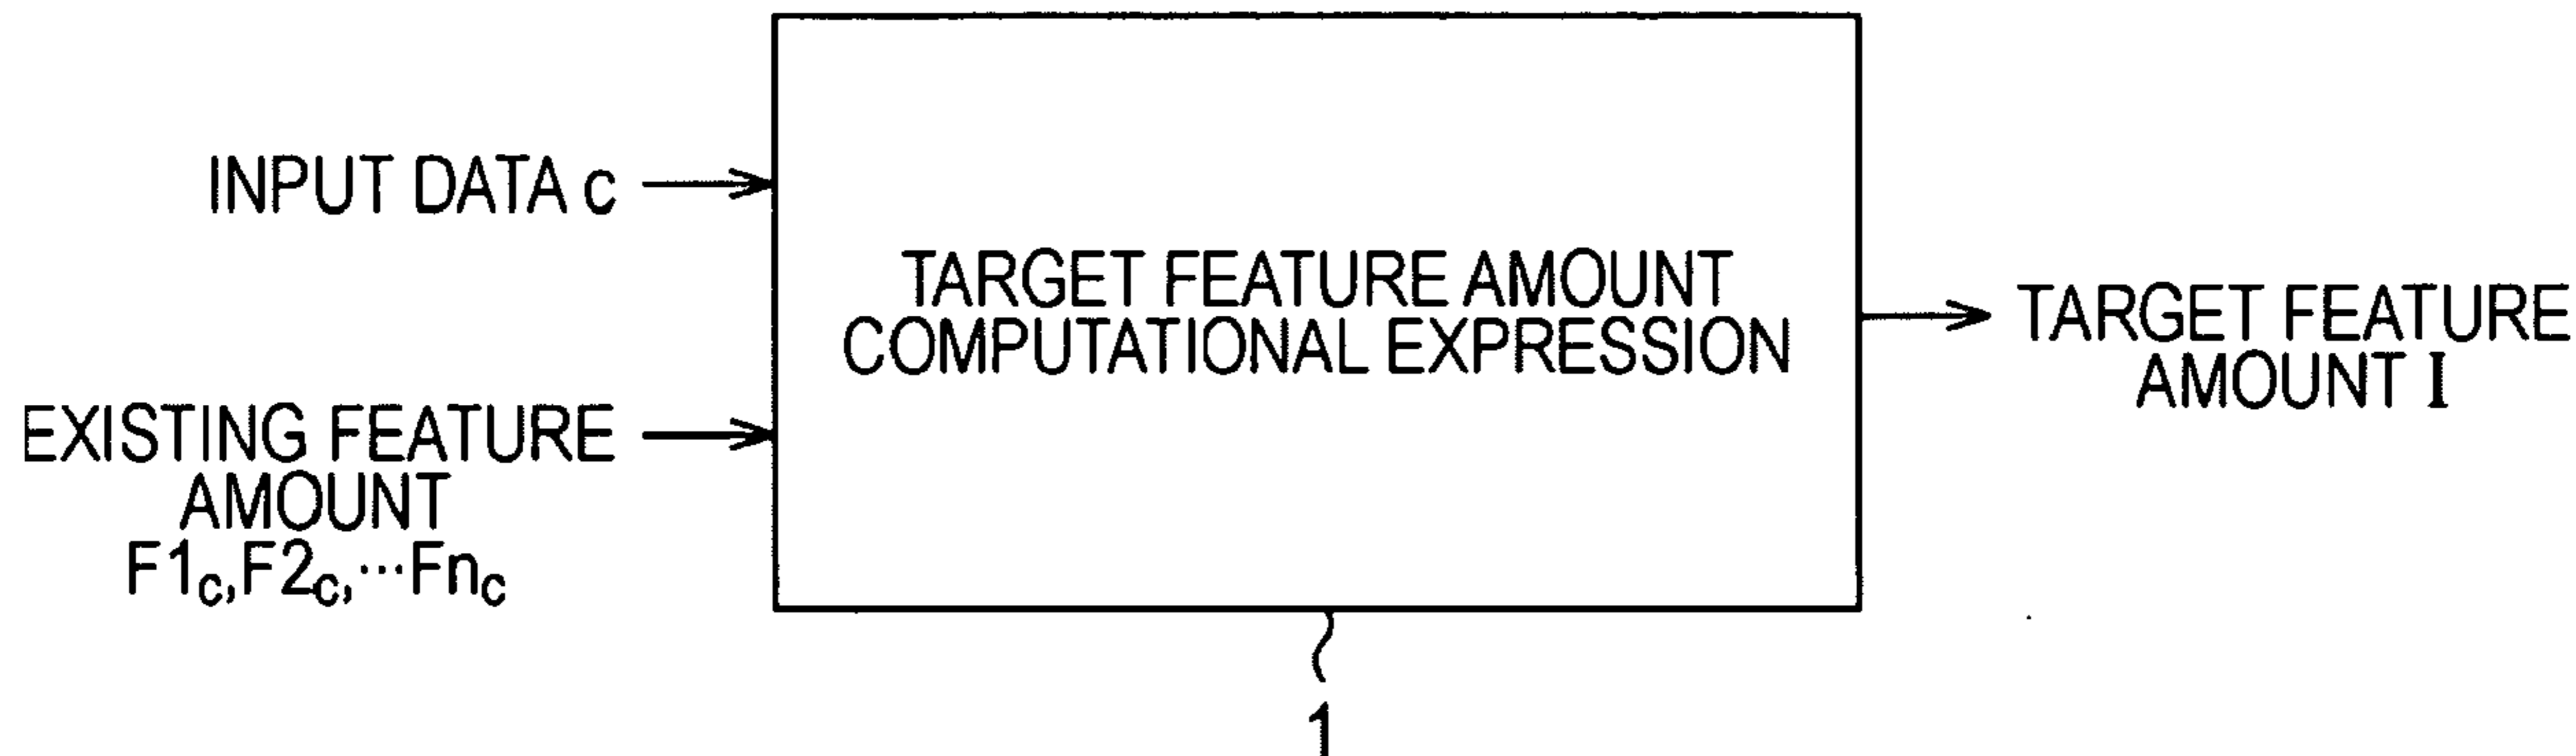 INPUT DATA c
EXISTING FEATURE
AMOUNT
F1c,F2c,···Fnc
TARGET FEATURE AMOUNT
COMPUTATIONAL EXPRESSION
TARGET FEATURE
AMOUNT I
1